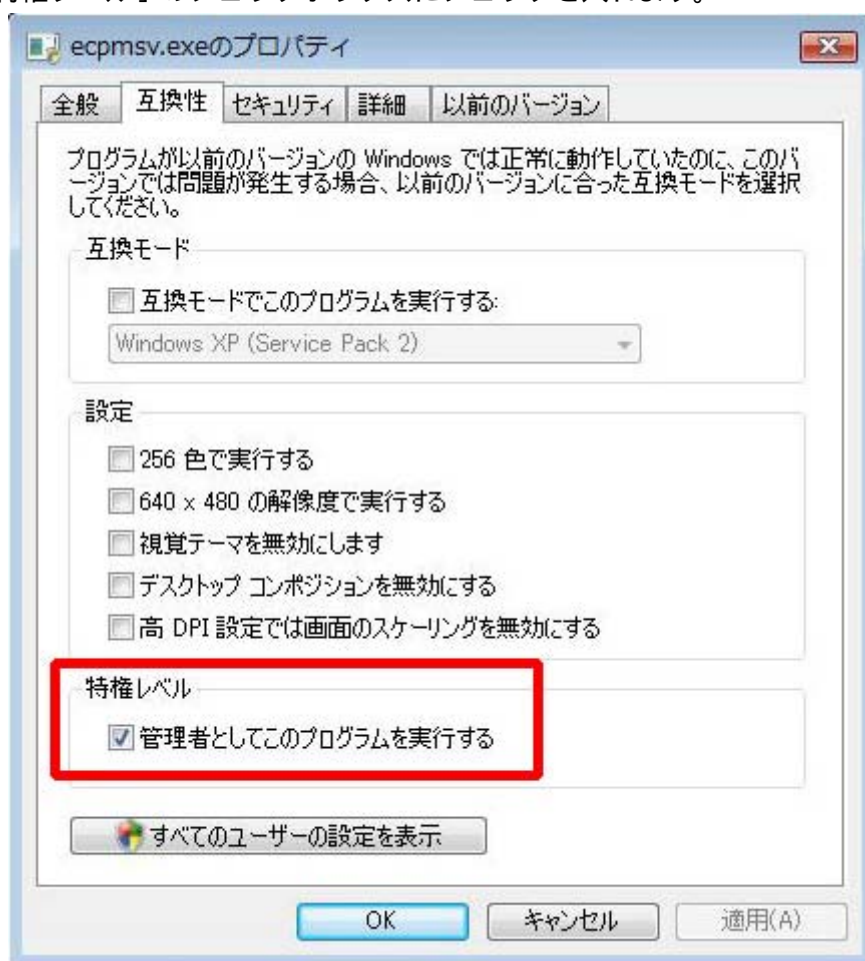 ecpmsv.exeのプロパティ
全般 互換性 セキュリティ 詳細 以前のバージョン
プログラムが以前のバージョンの Windows では正常に動作していたのに、このバ
ージョンでは問題が発生する場合、以前のバージョンに合った互換モードを選択
してください。
互換モード
互換モードでこのプログラムを実行する:
Windows XP (Service Pack 2)
設定
256 色で実行する
640 x 480 の解像度で実行する
視覚テーマを無効にします
デスクトップ コンポジションを無効にする
高 DPI 設定では画面のスケーリングを無効にする
特権レベル
管理者としてこのプログラムを実行する
すべてのユーザーの設定を表示
OK キャンセル 適用(A)